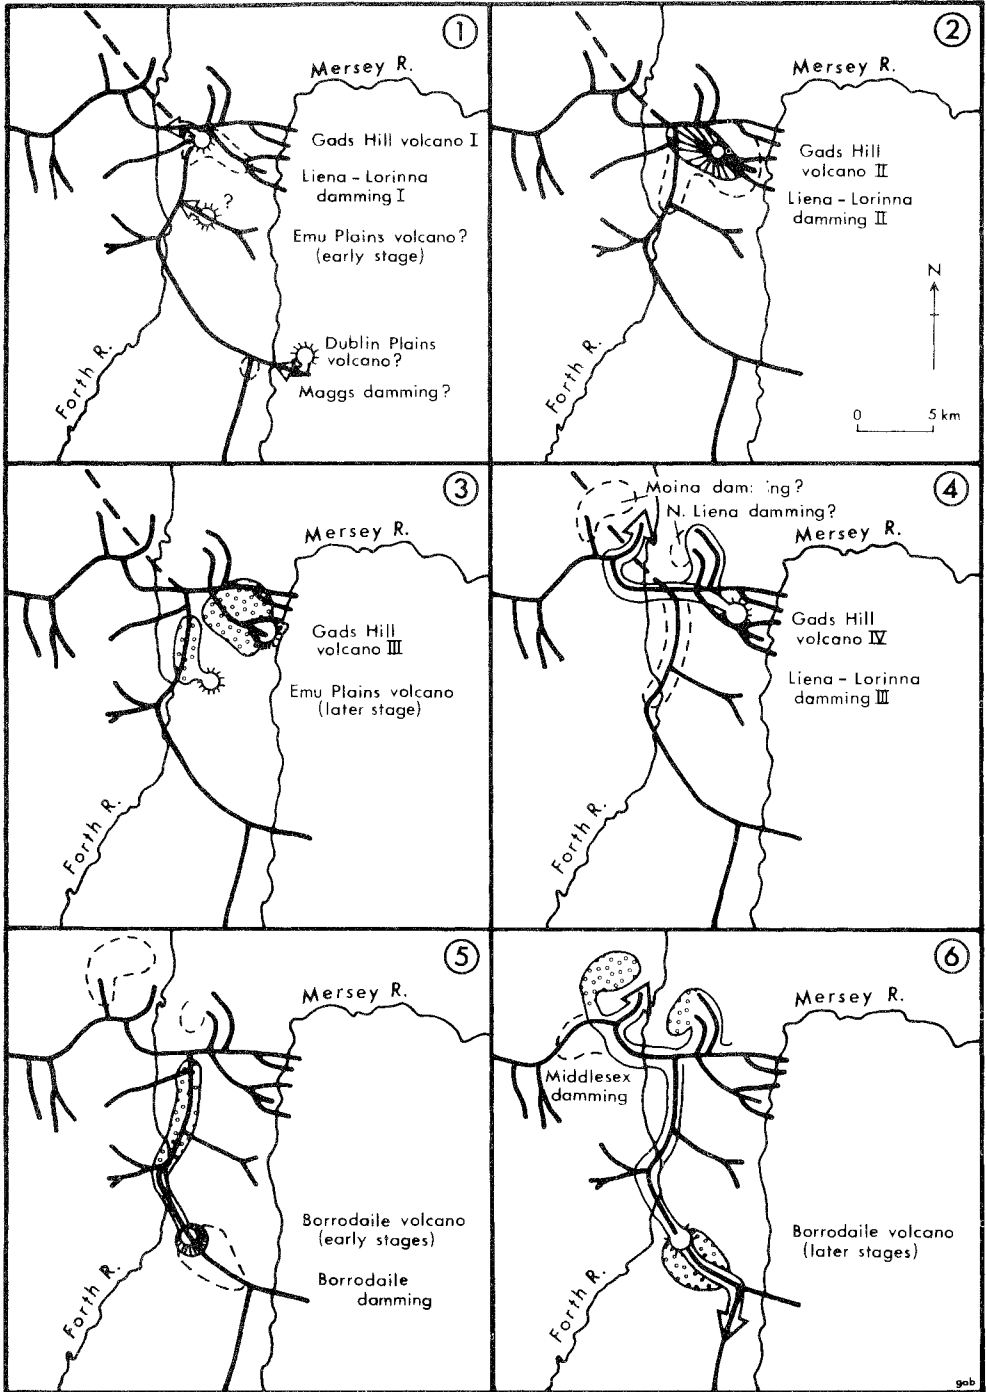 1
Mersey R.
Gads Hill volcano I
Liena - Lorinna
damming I
?
Emu Plains volcano?
(early stage)
Dublin Plains
volcano?
Maggs damming?
Forth R.
2
Mersey R.
Gads Hill
volcano II
Liena - Lorinna
damming II
N
0 5 km
Forth R.
3
Mersey R.
Gads Hill
volcano III
Emu Plains volcano
(later stage)
Forth R.
4
Moina dam: :ng?
N. Liena damming?
Mersey R.
Gads Hill
volcano IV
Liena - Lorinna
damming III
Forth R.
5
Mersey R.
Borrodaile volcano
(early stages)
Borrodaile
damming
Forth R.
6
Mersey R.
Middlesex
damming
Borrodaile volcano
(later stages)
Forth R.
gab